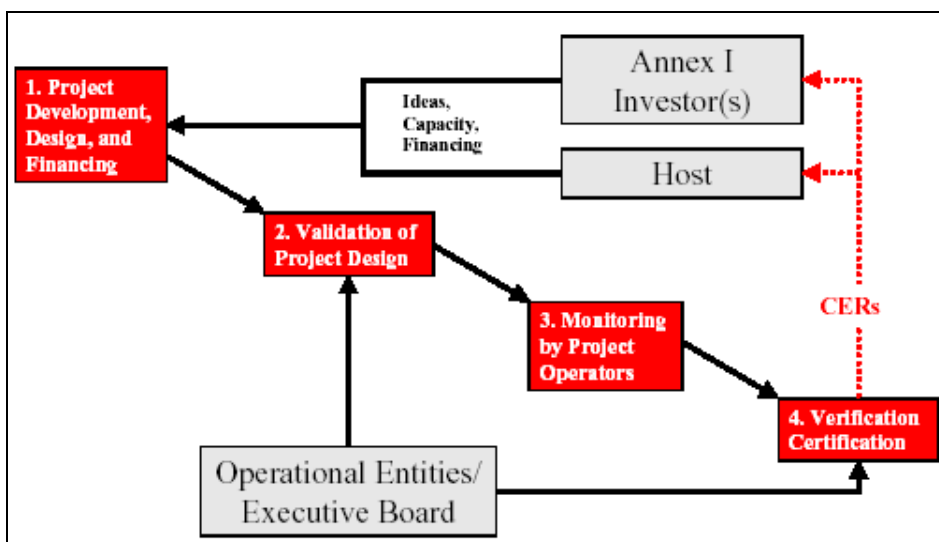 1. Project
Development,
Design, and
Financing
Ideas,
Capacity,
Financing
Annex I
Investor(s)
Host
2. Validation of
Project Design
CERs
3. Monitoring
by Project
Operators
4. Verification
Certification
Operational Entities/
Executive Board